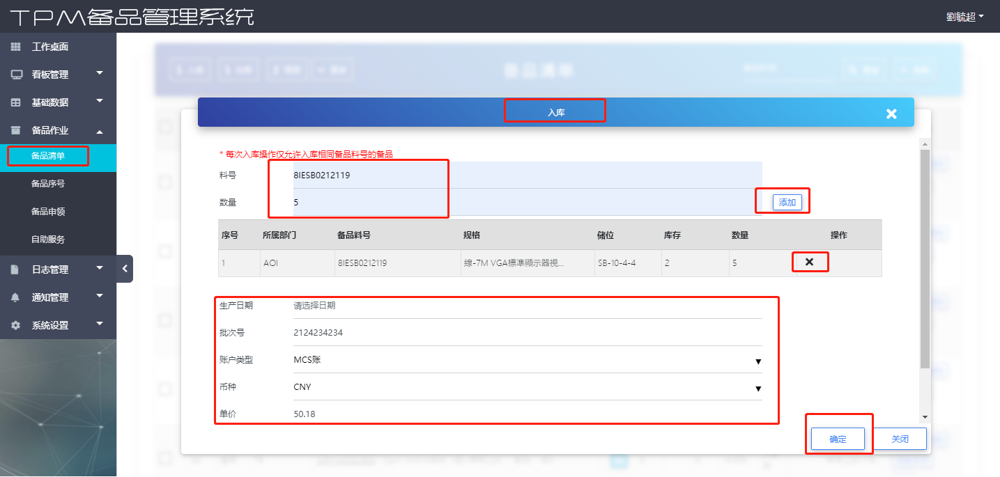 TPM备品管理系统
劉毓超
工作桌面
看板管理
基础数据
备品作业
备品清单
备品序号
备品申领
自助服务
日志管理
通知管理
系统设置
备品清单
入库
* 每次入库操作仅允许入库相同备品料号的备品
料号 8IESB0212119
数量 5 添加
序号 所属部门 备品料号 规格 储位 库存 数量 操作
1 AOI 8IESB0212119 線-7M VGA標準顯示器視... SB-10-4-4 2 5
生产日期 请选择日期
批次号 2124234234
账户类型 MCS账
币种 CNY
单价 50.18
确定 关闭